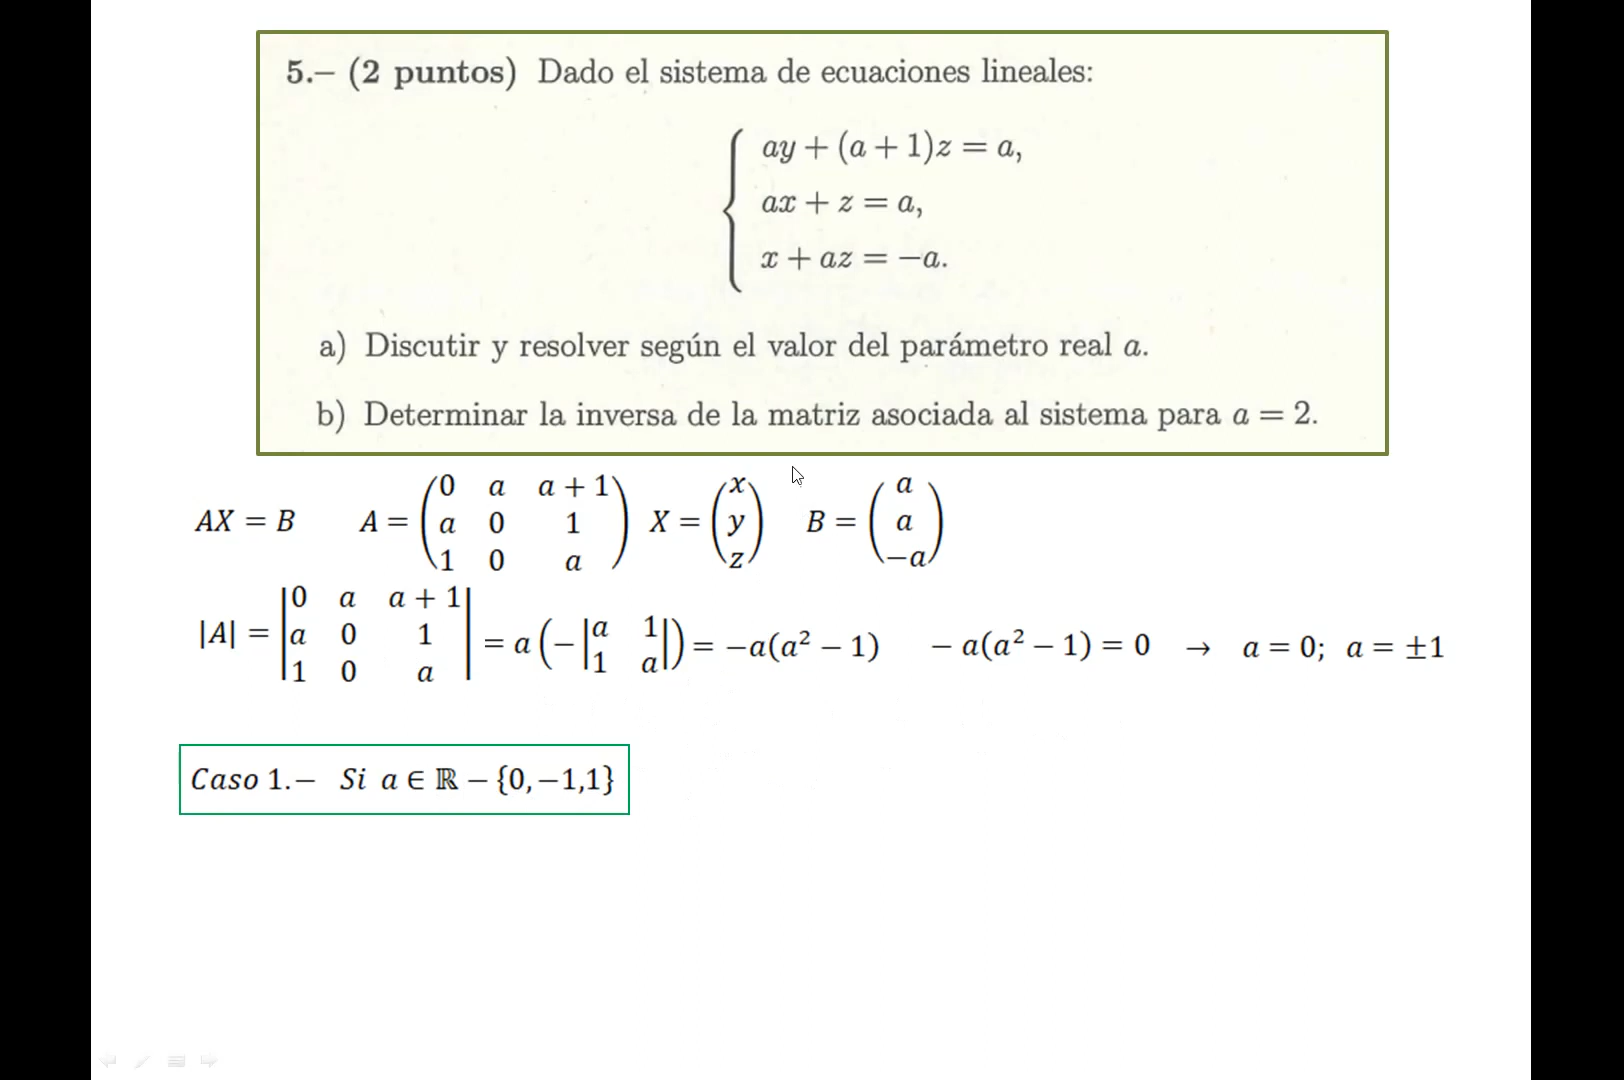 5.– (2 puntos) Dado el sistema de ecuaciones lineales:
ay + (a + 1)z = a,
ax + z = a,
x + az = −a.
a) Discutir y resolver según el valor del parámetro real a.
b) Determinar la inversa de la matriz asociada al sistema para a = 2.
AX = B A = (0 a a + 1; a 0 1; 1 0 a) X = (x; y; z) B = (a; a; −a)
|A| = |0 a a + 1; a 0 1; 1 0 a| = a (− |a 1; 1 a|) = −a(a² − 1) − a(a² − 1) = 0 → a = 0; a = ±1
Caso 1.− Si a ∈ ℝ − {0, −1,1}